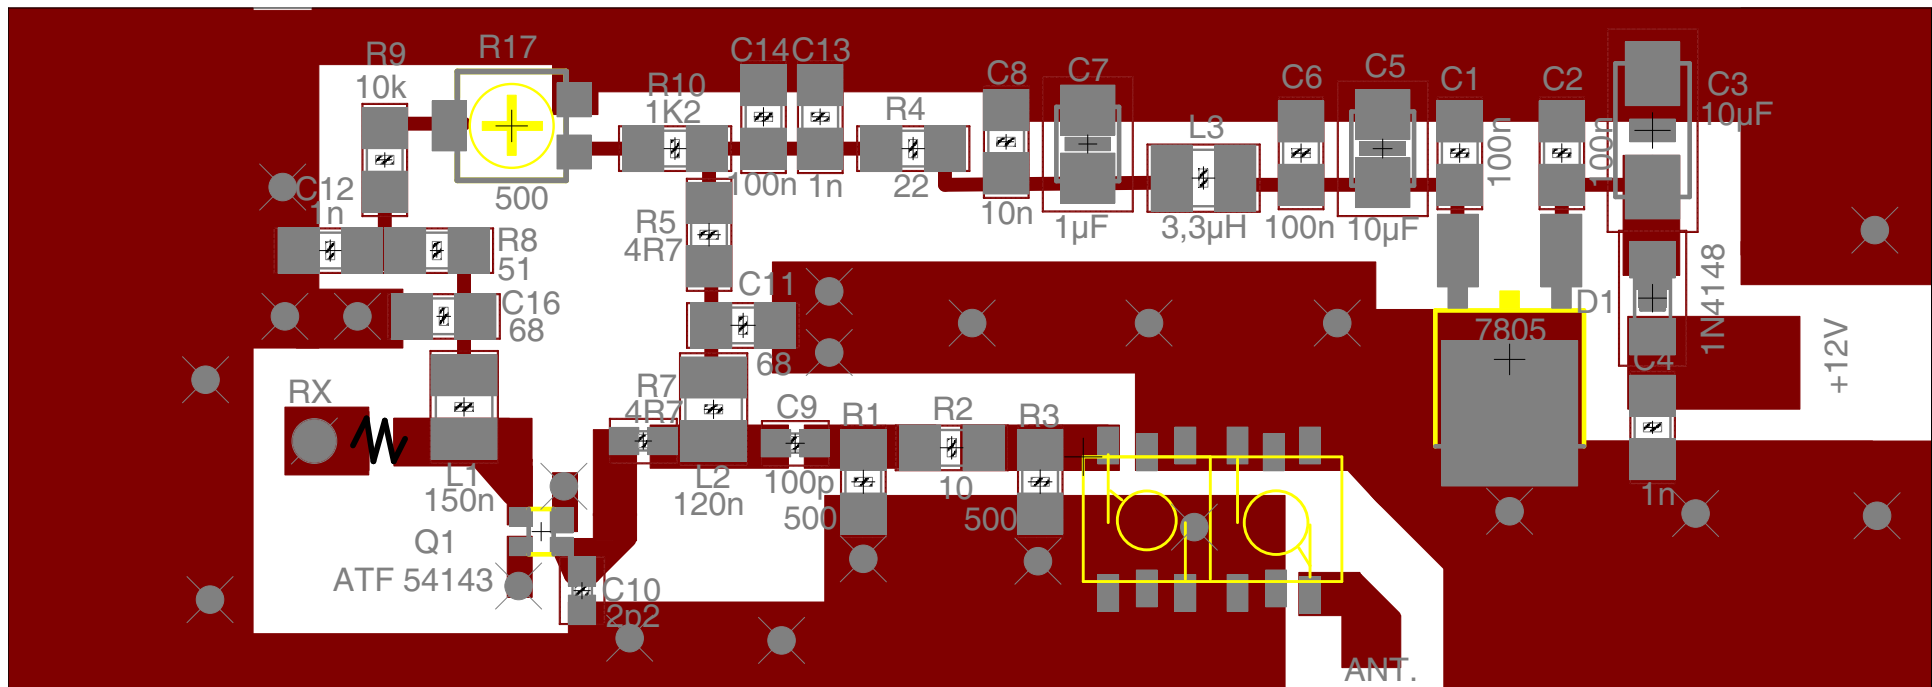 R9
10k
R17
500
R10
1K2
C14
100n
C13
1n
R4
22
C8
10n
C7
1µF
L3
3,3µH
C6
100n
C5
10µF
C1
100n
C2
100n
C3
10µF
C12
1n
R8
51
R5
4R7
C16
68
C11
68
D1
1N4148
7805
+12V
C4
1n
RX
L1
150n
R7
4R7
L2
120n
C9
100p
R1
500
R2
10
R3
500
Q1
ATF 54143
C10
2p2
ANT.